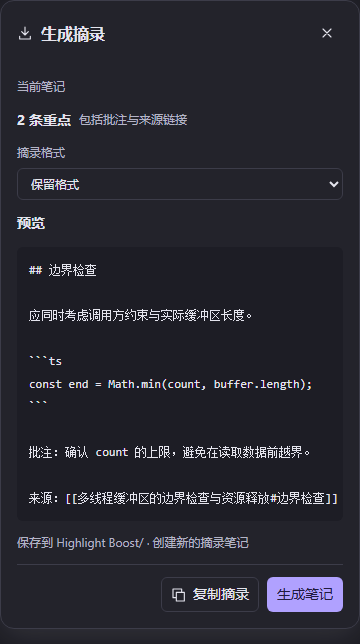 生成摘录
当前笔记
2 条重点 包括批注与来源链接
摘录格式
保留格式
预览
## 边界检查
应同时考虑调用方约束与实际缓冲区长度。
```ts
const end = Math.min(count, buffer.length);
```
批注: 确认 count 的上限，避免在读取数据前越界。
来源: [[多线程缓冲区的边界检查与资源释放#边界检查]]
保存到 Highlight Boost/ · 创建新的摘录笔记
复制摘录 生成笔记